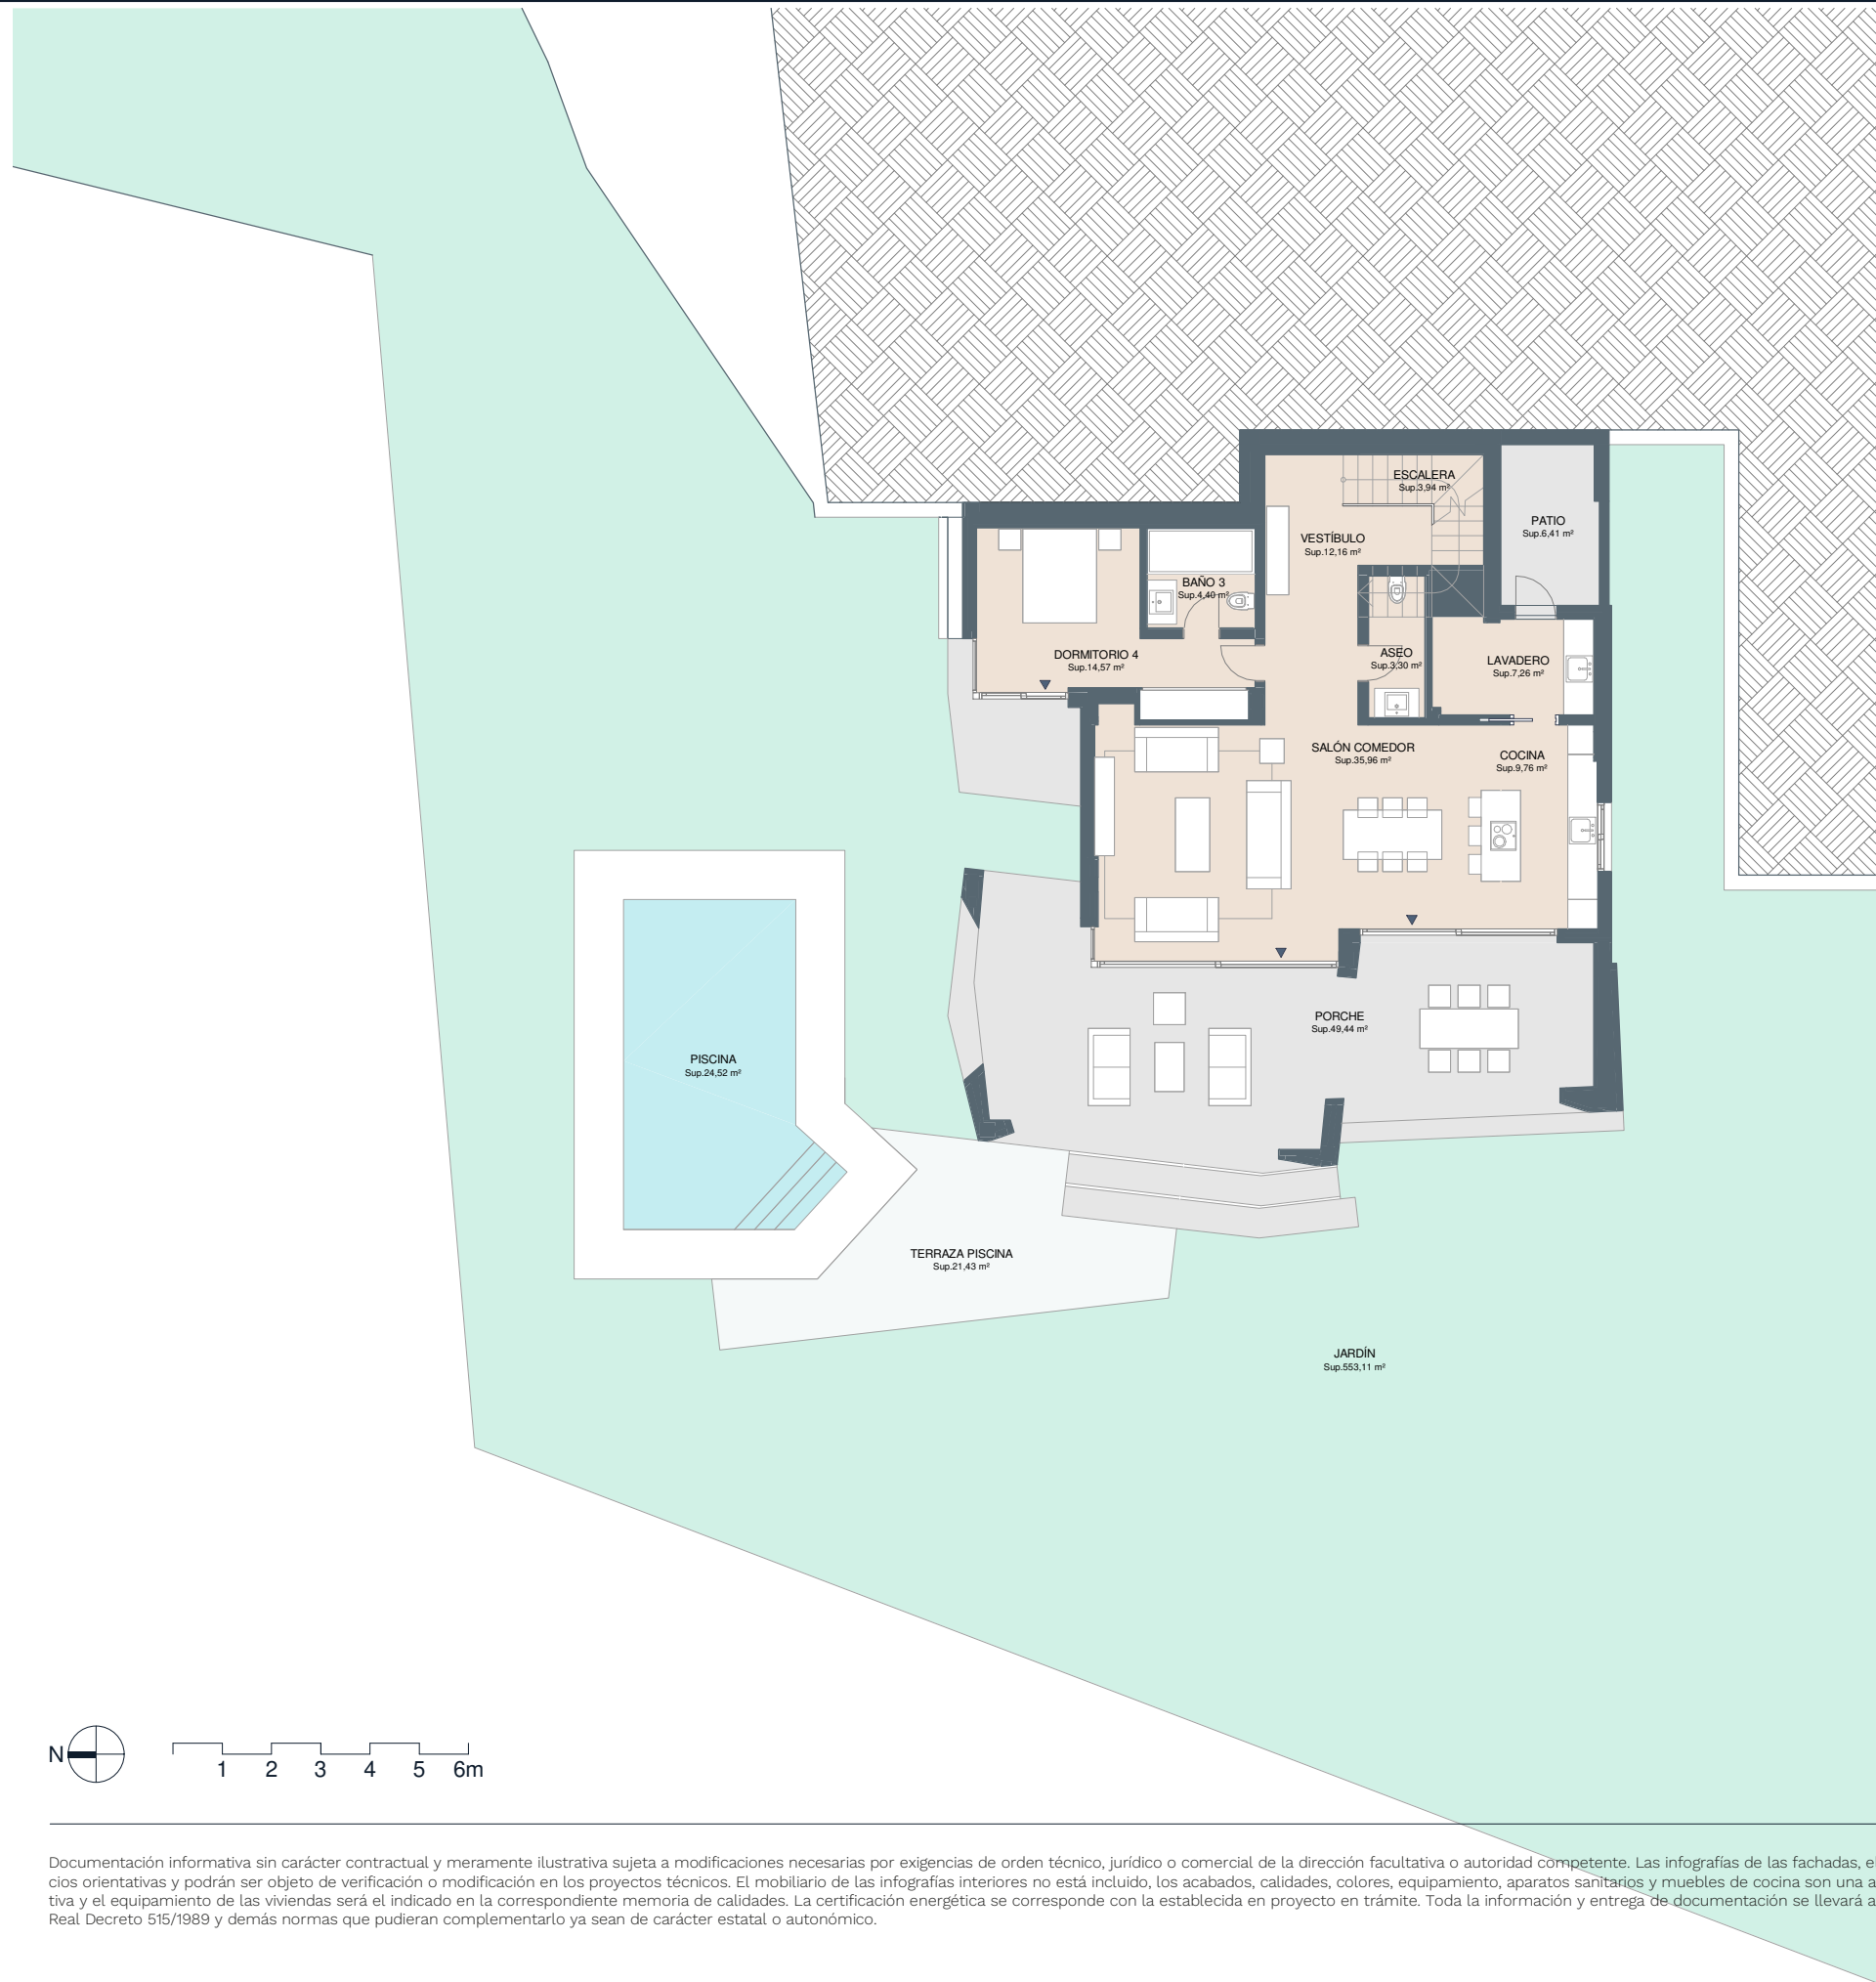 ESCALERA
Sup.3,94 m²
PATIO
Sup.6,41 m²
VESTÍBULO
Sup.12,16 m²
BAÑO 3
Sup.4,40 m²
DORMITORIO 4
Sup.14,57 m²
ASEO
Sup.3,30 m²
LAVADERO
Sup.7,26 m²
SALÓN COMEDOR
Sup.35,96 m²
COCINA
Sup.9,76 m²
PORCHE
Sup.49,44 m²
PISCINA
Sup.24,52 m²
TERRAZA PISCINA
Sup.21,43 m²
JARDÍN
Sup.553,11 m²
N
1 2 3 4 5 6m
Documentación informativa sin carácter contractual y meramente ilustrativa sujeta a modificaciones necesarias por exigencias de orden técnico, jurídico o comercial de la dirección facultativa o autoridad competente. Las infografías de las fachadas, el
cios orientativas y podrán ser objeto de verificación o modificación en los proyectos técnicos. El mobiliario de las infografías interiores no está incluido, los acabados, calidades, colores, equipamiento, aparatos sanitarios y muebles de cocina son una a
tiva y el equipamiento de las viviendas será el indicado en la correspondiente memoria de calidades. La certificación energética se corresponde con la establecida en proyecto en trámite. Toda la información y entrega de documentación se llevará a
Real Decreto 515/1989 y demás normas que pudieran complementarlo ya sean de carácter estatal o autonómico.